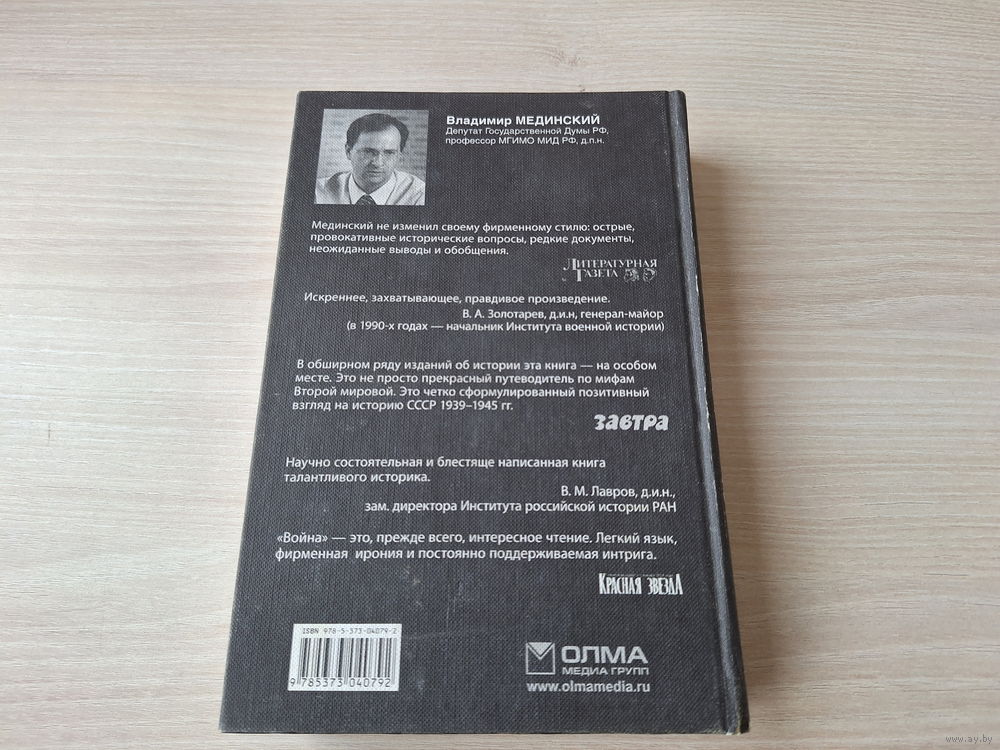 Владимир МЕДИНСКИЙ
Депутат Государственной Думы РФ,
профессор МГИМО МИД РФ, д.п.н.
Мединский не изменил своему фирменному стилю: острые,
провокативные исторические вопросы, редкие документы,
неожиданные выводы и обобщения.
ЛИТЕРАТУРНАЯ
ГАЗЕТА
Искреннее, захватывающее, правдивое произведение.
В. А. Золотарев, д.и.н, генерал-майор
(в 1990-х годах — начальник Института военной истории)
В обширном ряду изданий об истории эта книга — на особом
месте. Это не просто прекрасный путеводитель по мифам
Второй мировой. Это четко сформулированный позитивный
взгляд на историю СССР 1939–1945 гг.
завтра
Научно состоятельная и блестяще написанная книга
талантливого историка.
В. М. Лавров, д.и.н.,
зам. директора Института российской истории РАН
«Война» — это, прежде всего, интересное чтение. Легкий язык,
фирменная ирония и постоянно поддерживаемая интрига.
КРАСНАЯ ЗВЕЗДА
ISBN 978-5-373-04079-2
9 785373 040792
ОЛМА
МЕДИА ГРУПП
www.olmamedia.ru
www.ay.by